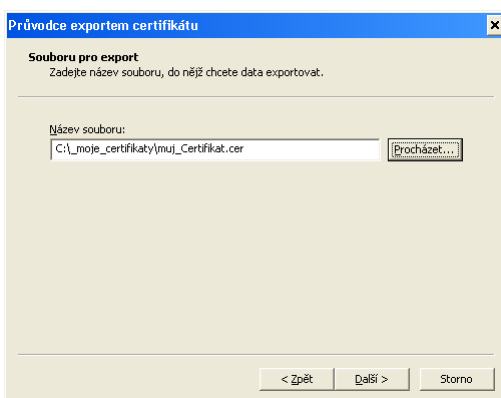 Průvodce exportem certifikátu
Souboru pro export
Zadejte název souboru, do nějž chcete data exportovat.
Název souboru:
C:\_moje_certifikaty\muj_Certifikat.cer
Procházet...
< Zpět
Další >
Storno